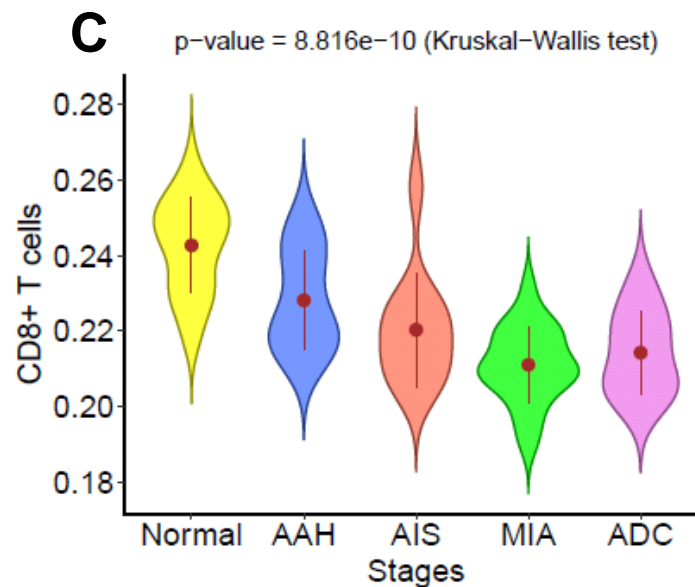 C
p−value = 8.816e−10 (Kruskal−Wallis test)
CD8+ T cells
0.28
0.26
0.24
0.22
0.20
0.18
Normal AAH AIS MIA ADC
Stages